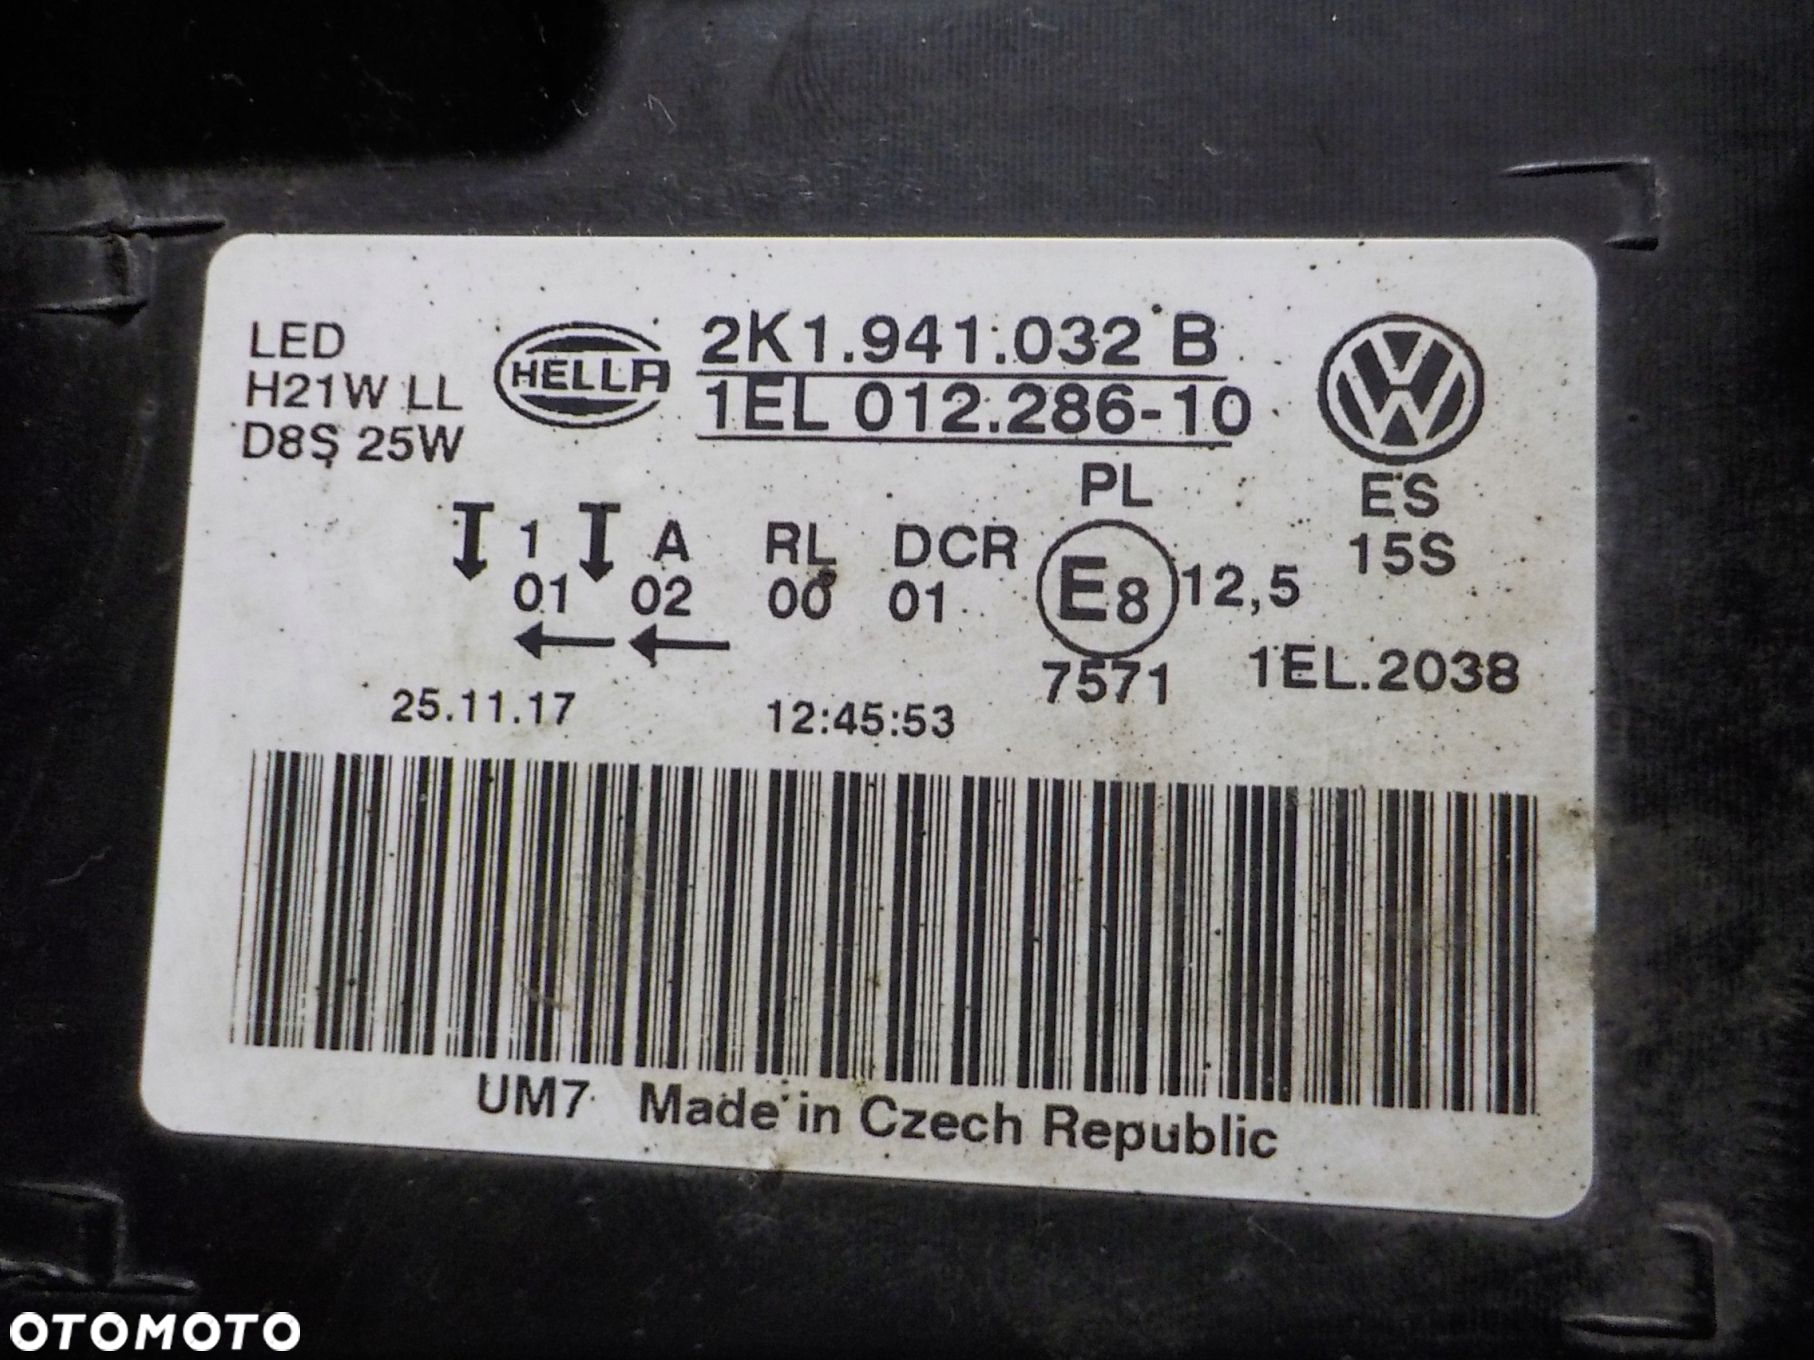 LED
H21W LL
D8S 25W
HELLA
2K1.941.032 B
1EL 012.286-10
PL
ES
15S
1 A RL DCR
01 02 00 01
E8 12,5
7571
1EL.2038
25.11.17 12:45:53
UM7 Made in Czech Republic
OTOMOTO